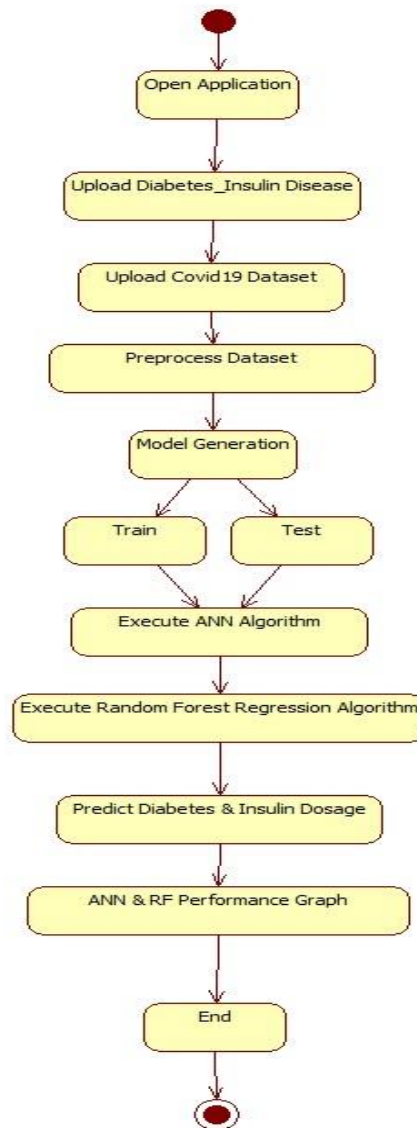 Open Application
Upload Diabetes_Insulin Disease
Upload Covid19 Dataset
Preprocess Dataset
Model Generation
Train
Test
Execute ANN Algorithm
Execute Random Forest Regression Algorithm
Predict Diabetes & Insulin Dosage
ANN & RF Performance Graph
End